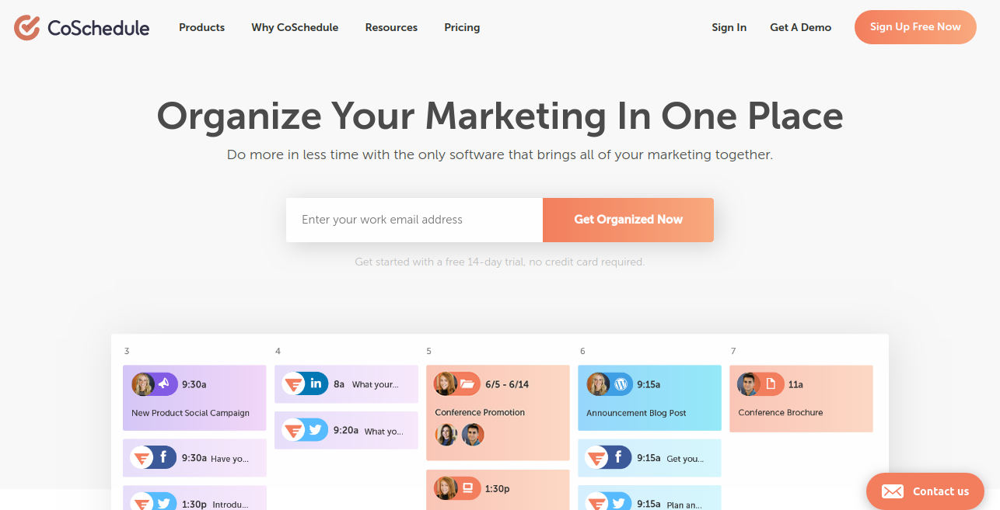 CoSchedule
Products
Why CoSchedule
Resources
Pricing
Sign In
Get A Demo
Sign Up Free Now
Organize Your Marketing In One Place
Do more in less time with the only software that brings all of your marketing together.
Enter your work email address
Get Organized Now
Get started with a free 14-day trial, no credit card required.
3
9:30a
New Product Social Campaign
f 9:30a Have yo...
1:30p Introdu...
4
in 8a What your...
9:20a What yo...
5
6/5 - 6/14
Conference Promotion
1:30p
6
9:15a
Announcement Blog Post
f 9:15a Get you...
9:15a Plan an...
7
11a
Conference Brochure
Contact us